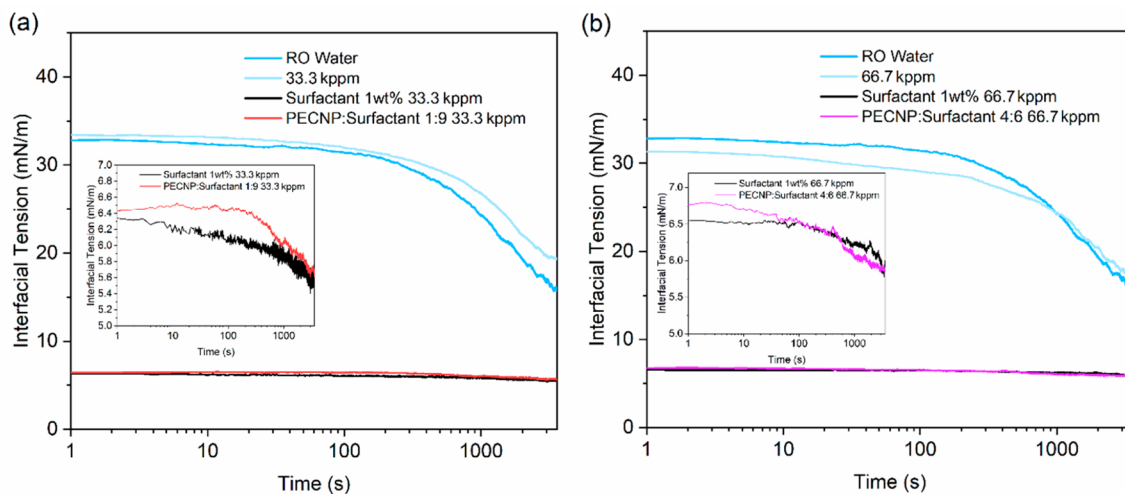 (a)
RO Water
33.3 kppm
Surfactant 1wt% 33.3 kppm
PECNP:Surfactant 1:9 33.3 kppm
Interfacial Tension (mN/m)
40
30
20
10
0
1
10
100
1000
Time (s)
Surfactant 1wt% 33.3 kppm
PECNP:Surfactant 1:9 33.3 kppm
Interfacial Tension (mN/m)
7.0
6.8
6.6
6.4
6.2
6.0
5.8
5.6
5.4
5.2
5.0
1
10
100
1000
Time (s)
(b)
RO Water
66.7 kppm
Surfactant 1wt% 66.7 kppm
PECNP:Surfactant 4:6 66.7 kppm
Interfacial Tension (mN/m)
40
30
20
10
0
1
10
100
1000
Time (s)
Surfactant 1wt% 66.7 kppm
PECNP:Surfactant 4:6 66.7 kppm
Interfacial Tension (mN/m)
7.0
6.5
6.0
5.5
5.0
1
10
100
1000
Time (s)